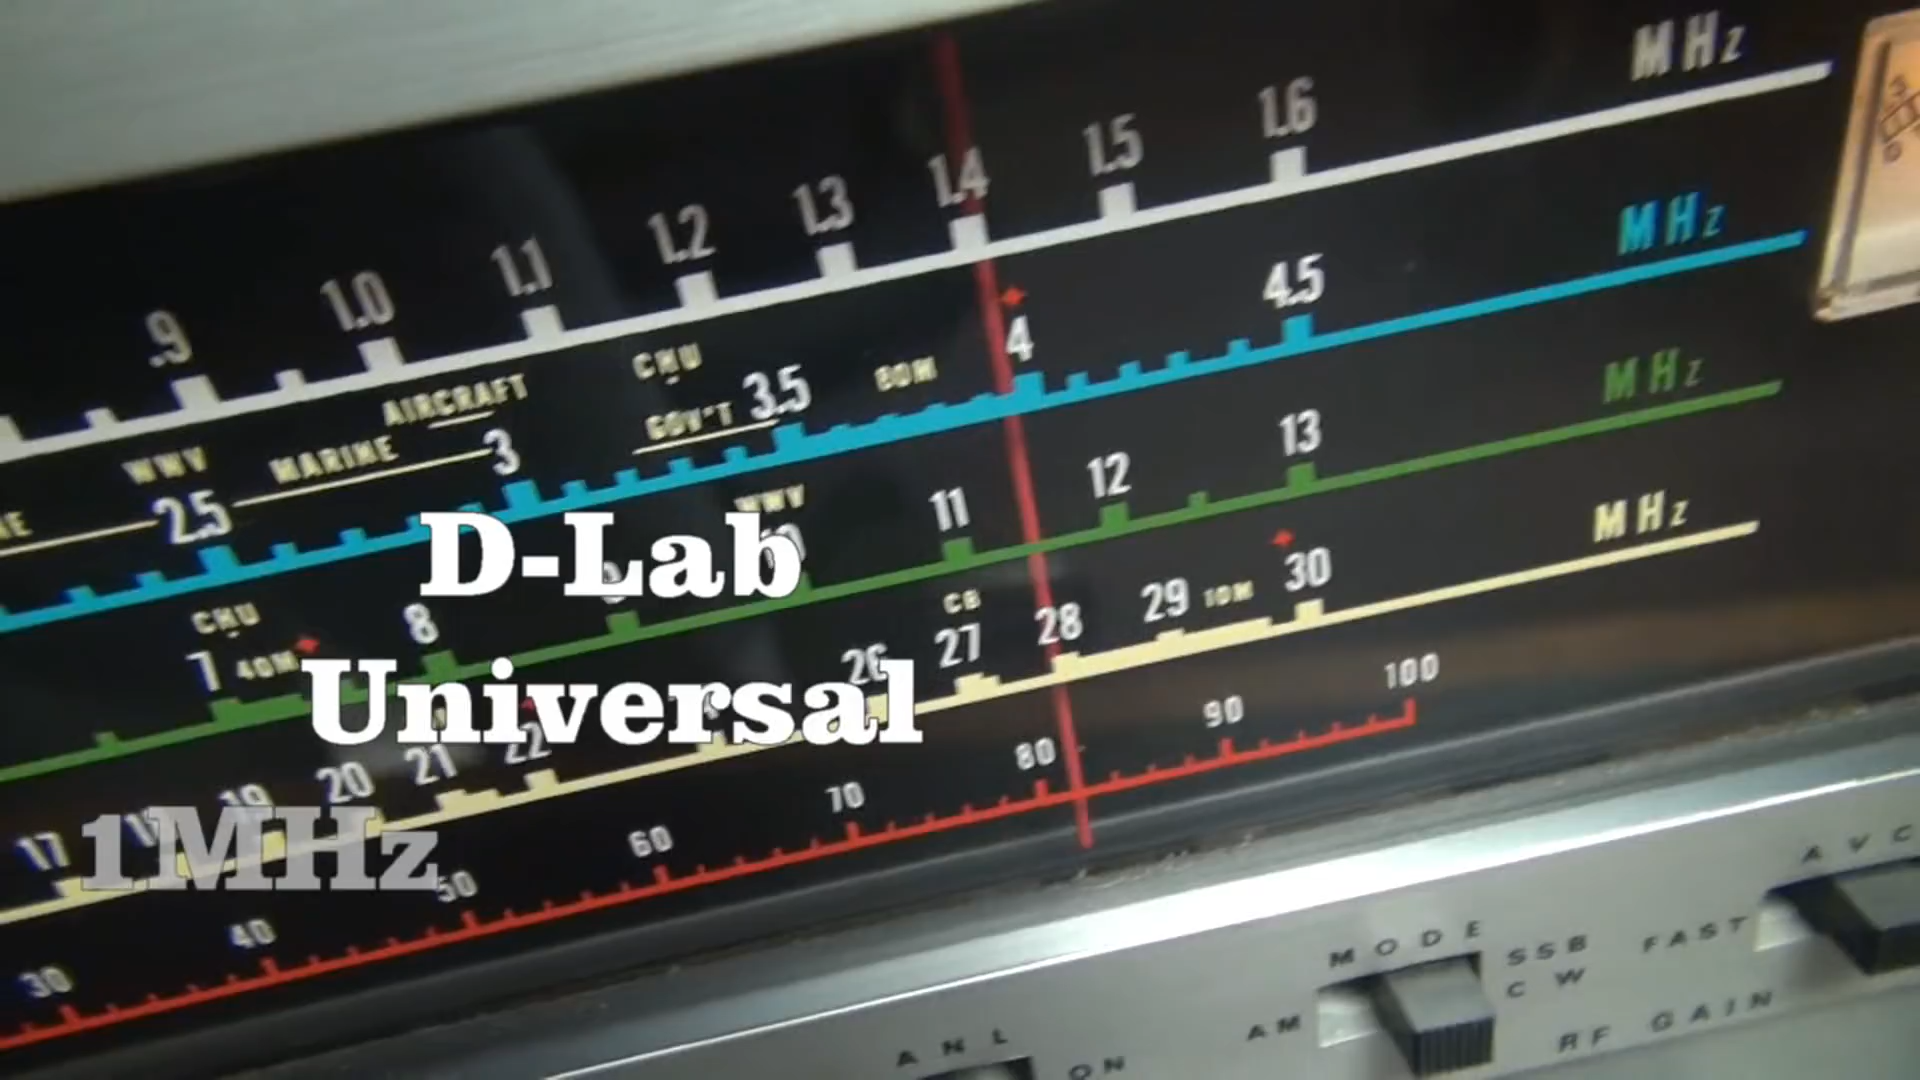 MHz
.9 1.0 1.1 1.2 1.3 1.4 1.5 1.6
MHz
WWV MARINE AIRCRAFT CHU GOV'T 80M
2.5 3 3.5 4 4.5
MHz
CHU 40M WWV
7 8 11 12 13
MHz
CB 10M
17 19 20 21 22 26 27 28 29 30
30 40 50 60 70 80 90 100
D-Lab
Universal
1MHz
AVC
FAST
MODE
AM
SSB
CW
RF GAIN
ANL
ON